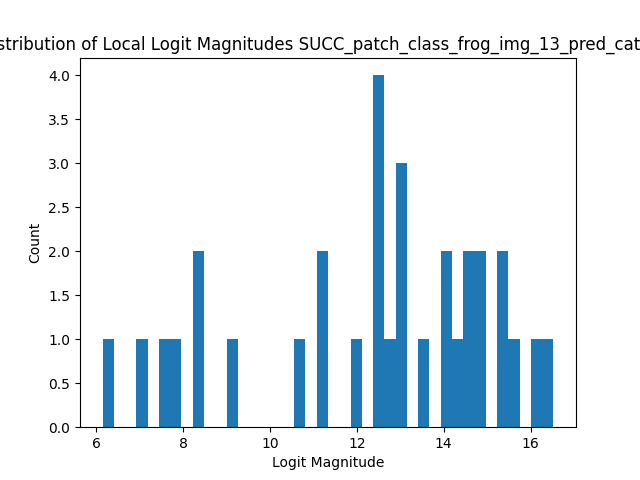 stribution of Local Logit Magnitudes SUCC_patch_class_frog_img_13_pred_cat
4.0
3.5
3.0
2.5
2.0
1.5
1.0
0.5
0.0
Count
6 8 10 12 14 16
Logit Magnitude